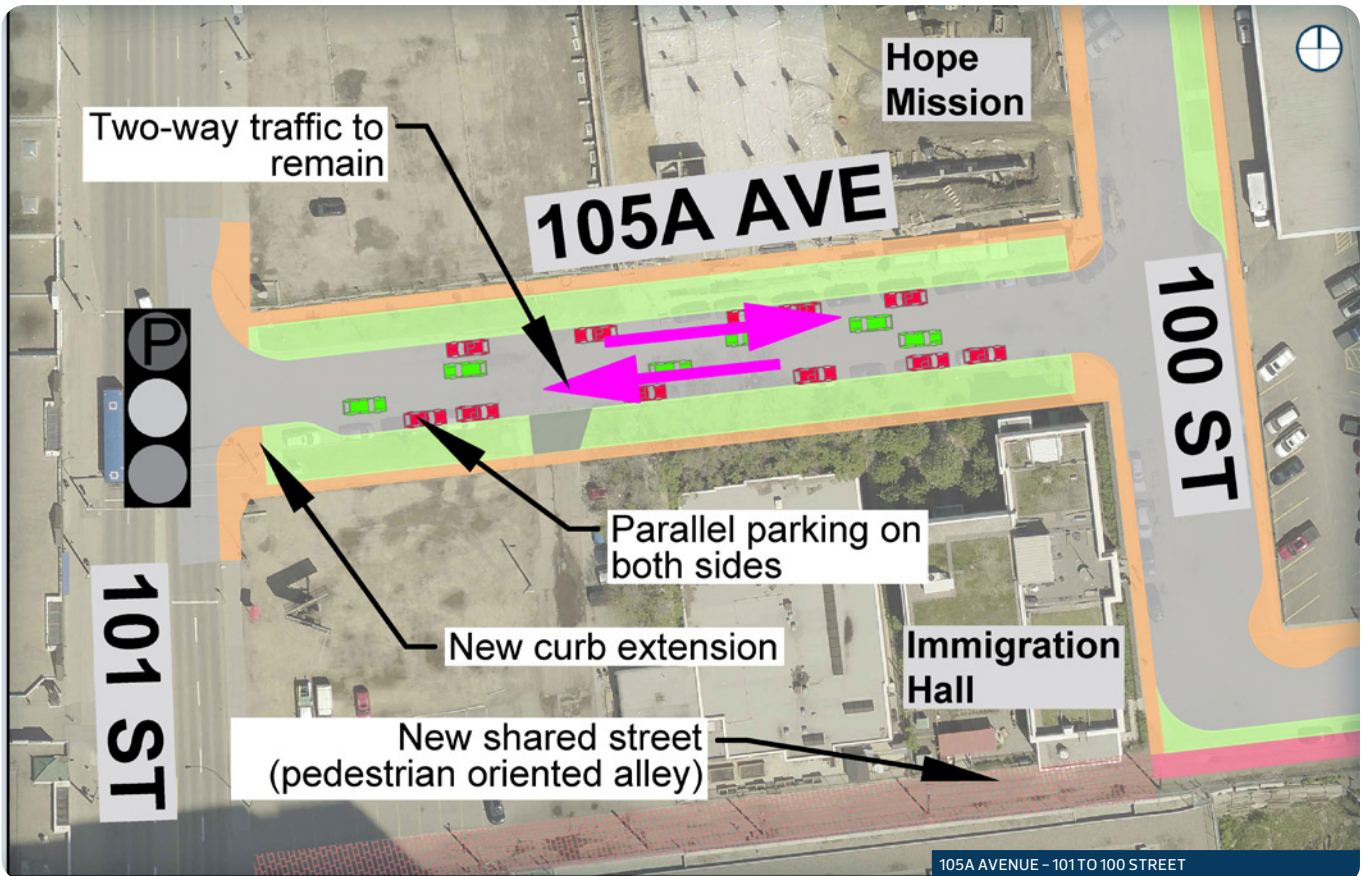 Hope
Mission
Two-way traffic to
remain
105A AVE
P
100 ST
Parallel parking on
both sides
101 ST
New curb extension
Immigration
Hall
New shared street
(pedestrian oriented alley)
105A AVENUE – 101 TO 100 STREET